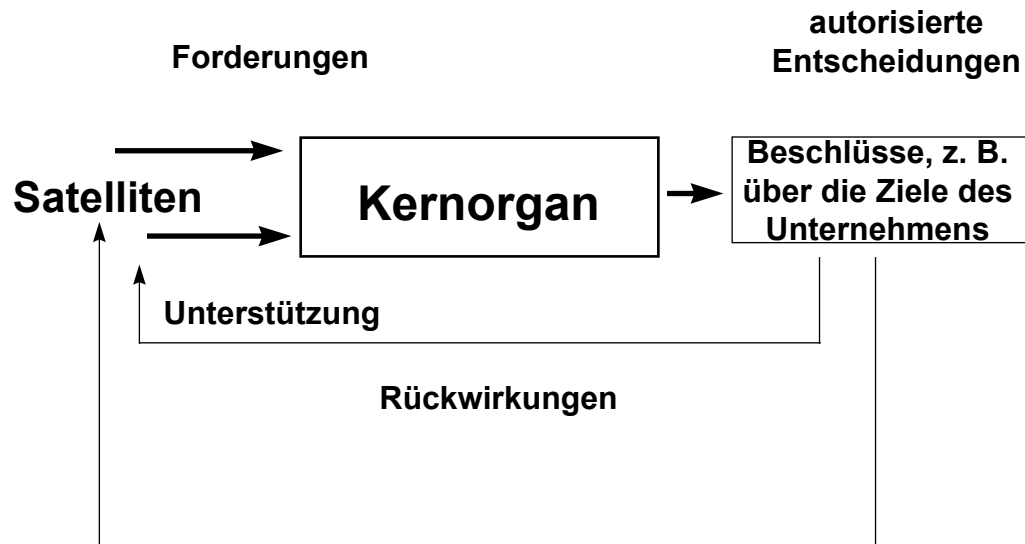 autorisierte
Entscheidungen
Forderungen
Satelliten
Kernorgan
Beschlüsse, z. B.
über die Ziele des
Unternehmens
Unterstützung
Rückwirkungen